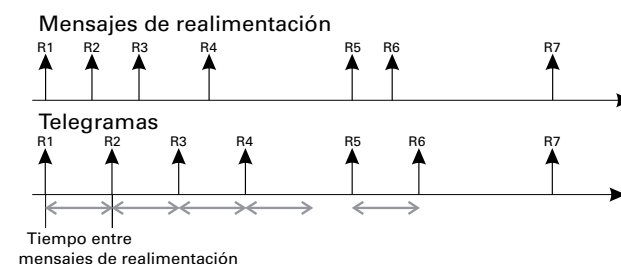 Mensajes de realimentación
R1 R2 R3 R4 R5 R6 R7
Telegramas
R1 R2 R3 R4 R5 R6 R7
Tiempo entre
mensajes de realimentación